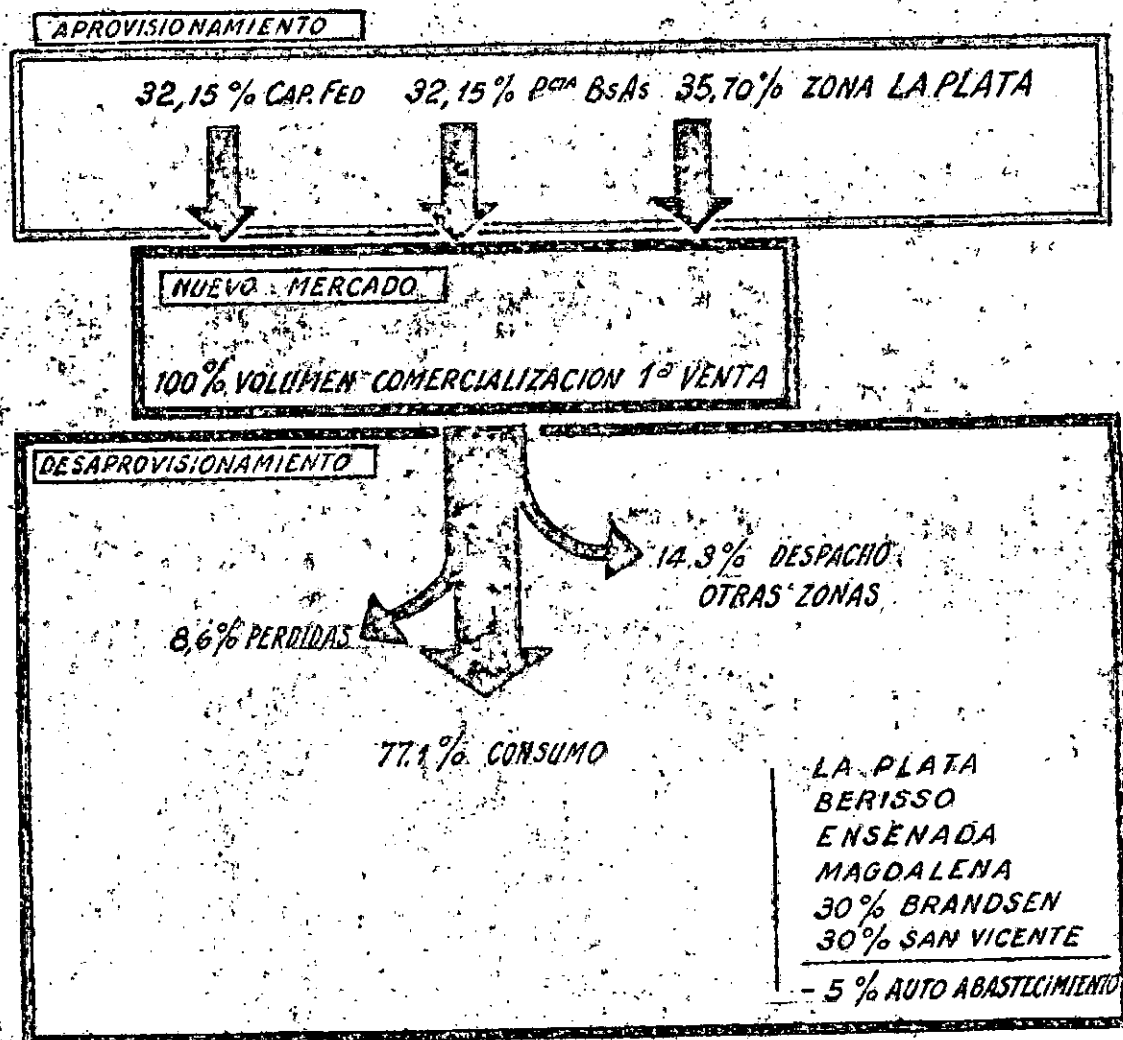 APROVISIONAMIENTO
32,15% CAP. FED 32,15% PCIA BSAS 35,70% ZONA LA PLATA
NUEVO MERCADO
100% VOLUMEN COMERCIALIZACION 1ª VENTA
DESAPROVISIONAMIENTO
14.3% DESPACHO
OTRAS ZONAS
8,6% PERDIDAS
77.1% CONSUMO
LA PLATA
BERISSO
ENSENADA
MAGDALENA
30% BRANDSEN
30% SAN VICENTE
- 5% AUTO ABASTECIMIENTO